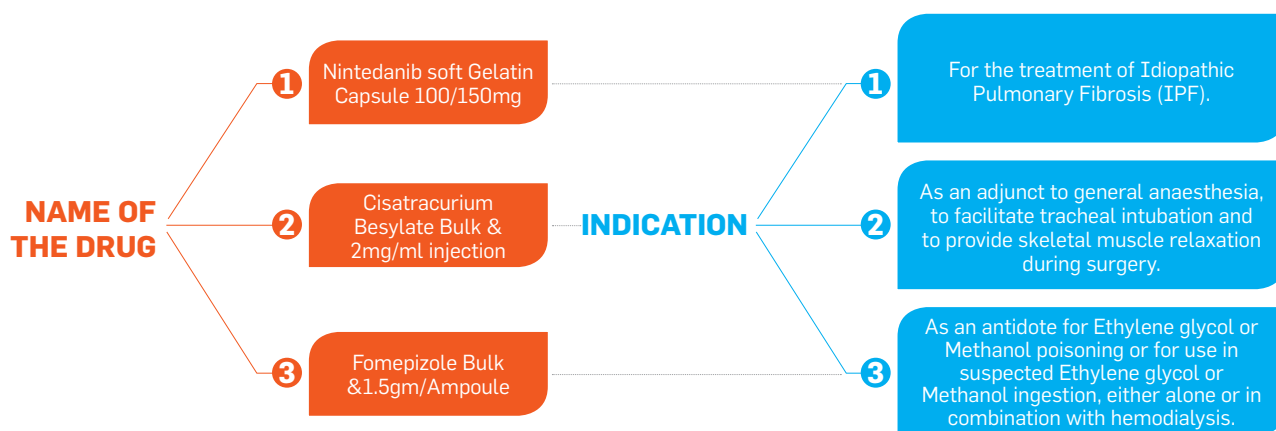 NAME OF
THE DRUG
1
Nintedanib soft Gelatin
Capsule 100/150mg
2
Cisatracurium
Besylate Bulk &
2mg/ml injection
3
Fomepizole Bulk
&1.5gm/Ampoule
INDICATION
1
For the treatment of Idiopathic
Pulmonary Fibrosis (IPF).
2
As an adjunct to general anaesthesia,
to facilitate tracheal intubation and
to provide skeletal muscle relaxation
during surgery.
3
As an antidote for Ethylene glycol or
Methanol poisoning or for use in
suspected Ethylene glycol or
Methanol ingestion, either alone or in
combination with hemodialysis.